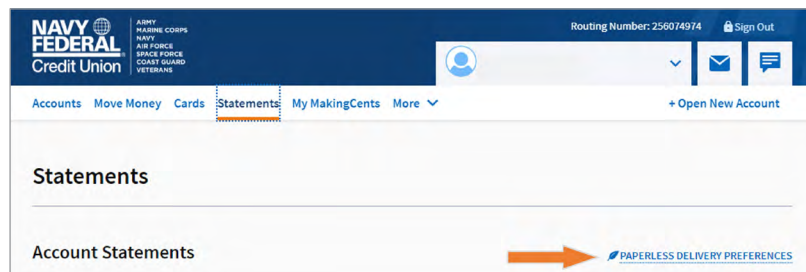 NAVY
FEDERAL
Credit Union
ARMY
MARINE CORPS
NAVY
AIR FORCE
SPACE FORCE
COAST GUARD
VETERANS
Routing Number: 256074974 Sign Out
Accounts Move Money Cards Statements My MakingCents More + Open New Account
Statements
Account Statements PAPERLESS DELIVERY PREFERENCES